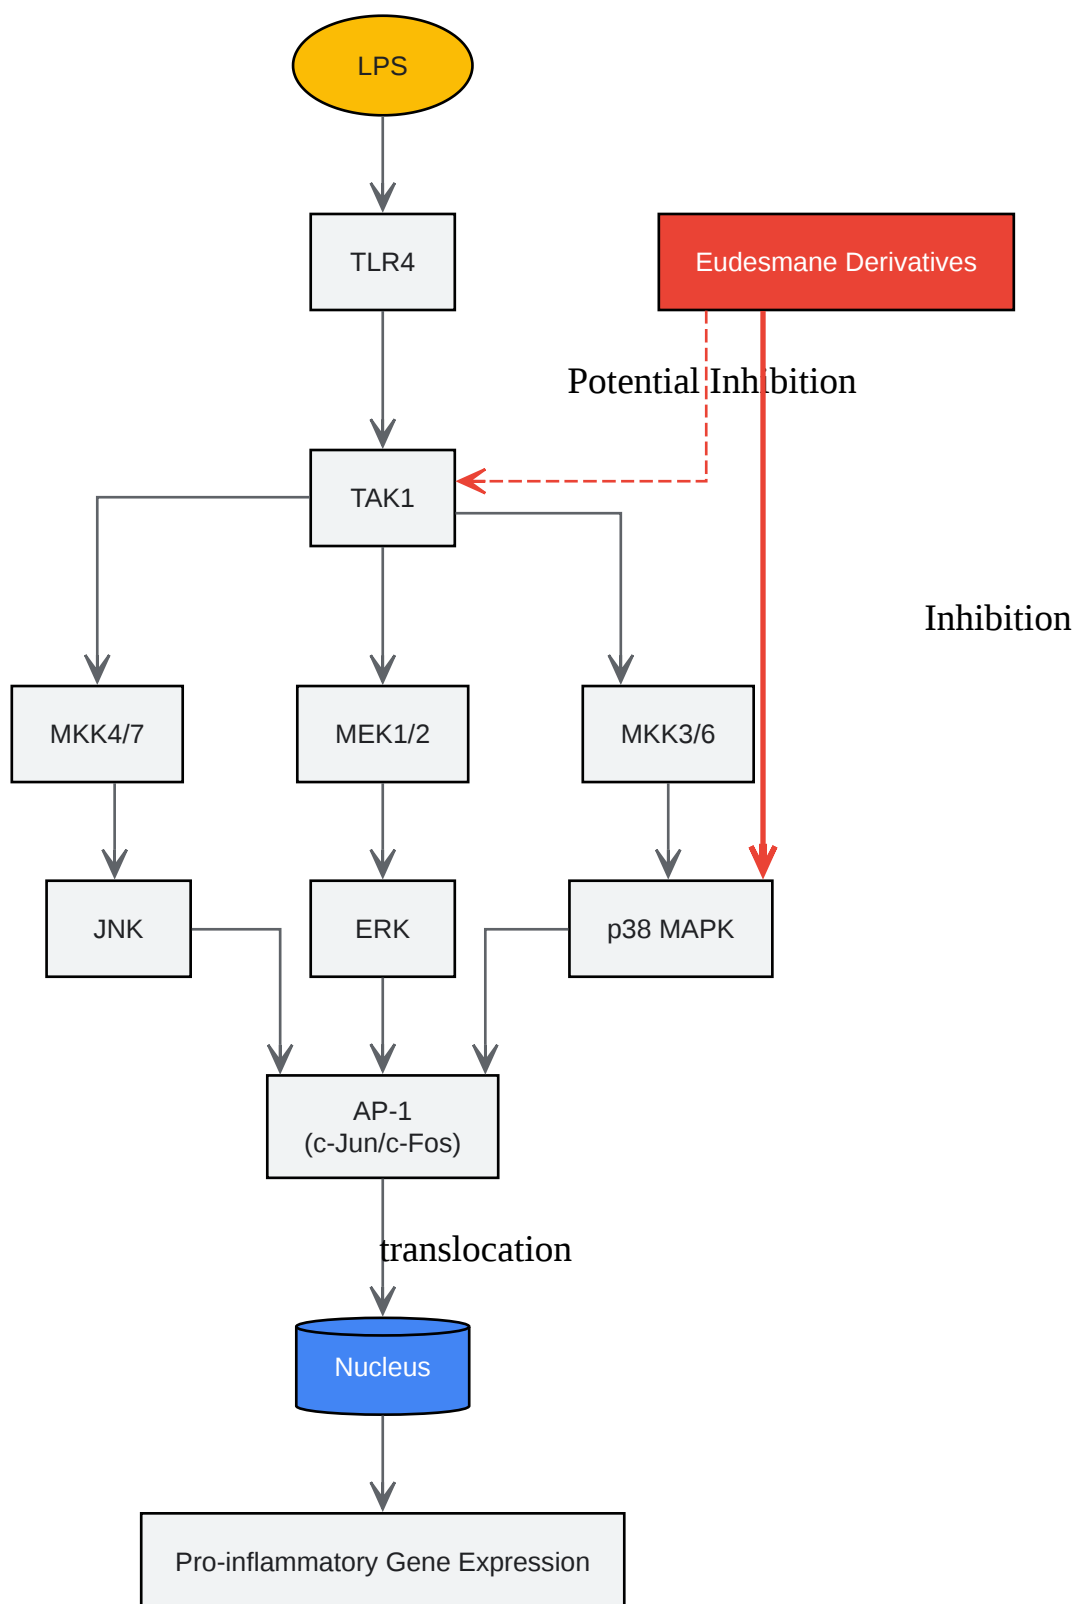 LPS
TLR4
Eudesmane Derivatives
Potential Inhibition
TAK1
Inhibition
MKK4/7
MEK1/2
MKK3/6
JNK
ERK
p38 MAPK
AP-1
(c-Jun/c-Fos)
translocation
Nucleus
Pro-inflammatory Gene Expression